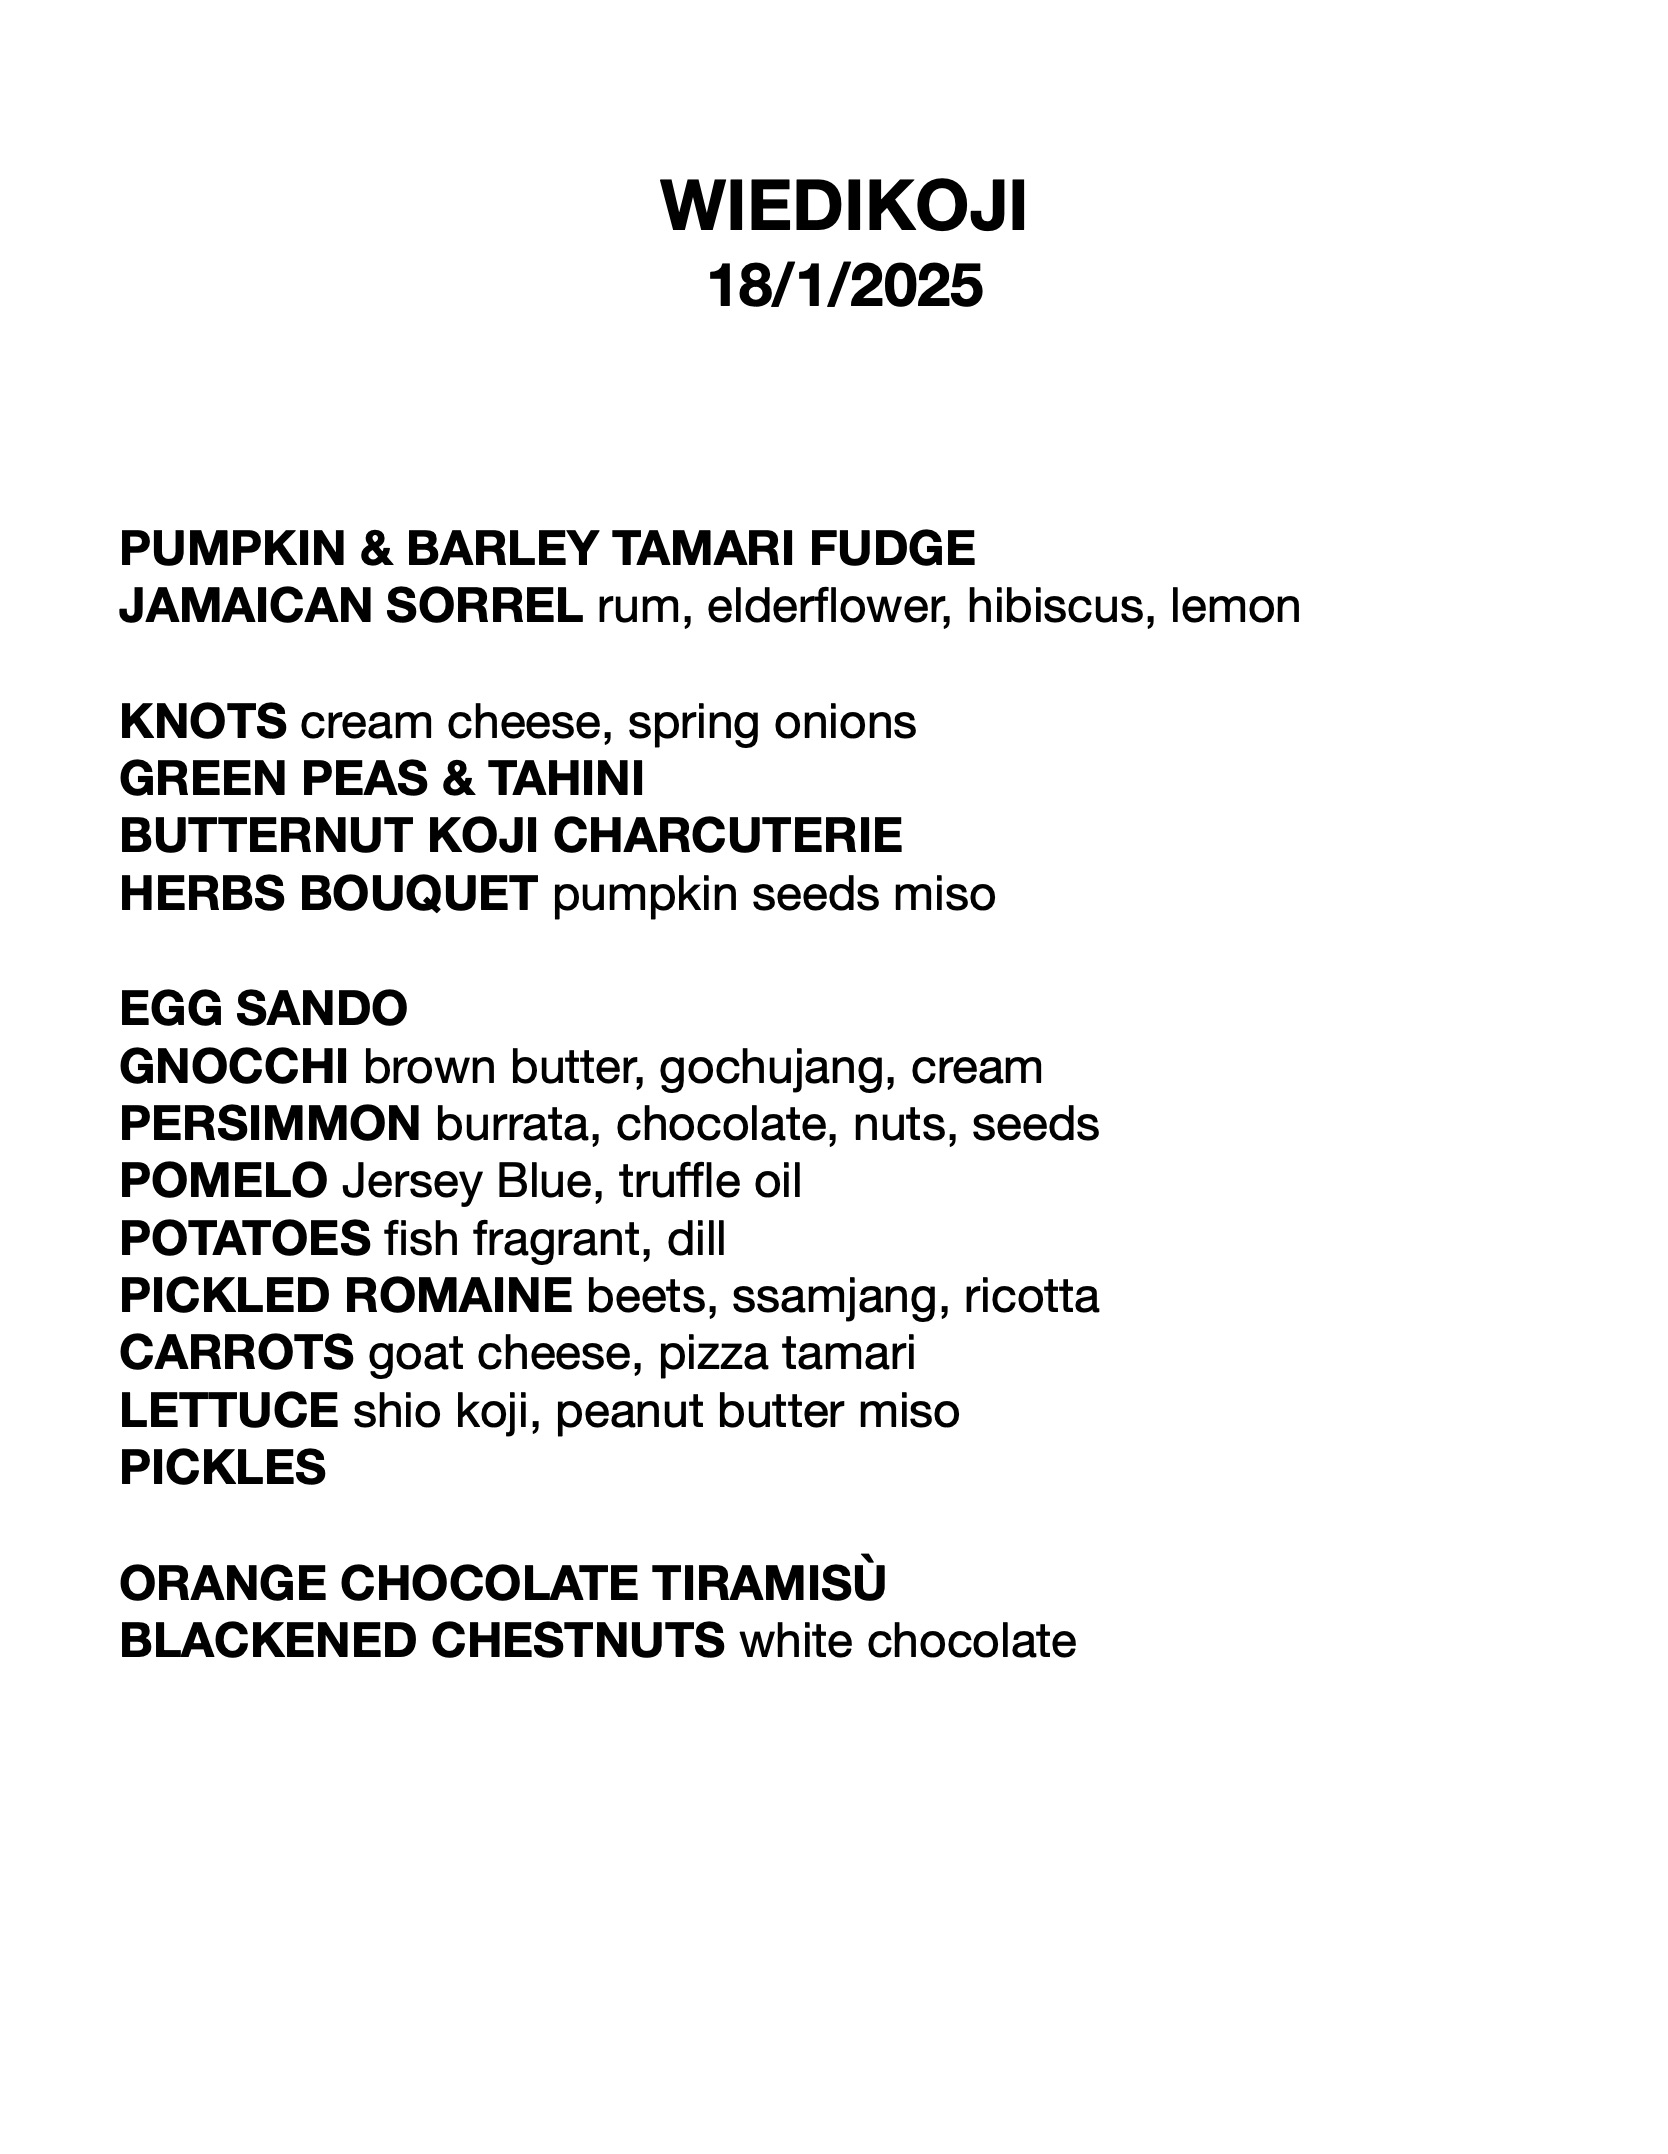 WIEDIKOJI
18/1/2025
PUMPKIN & BARLEY TAMARI FUDGE
JAMAICAN SORREL rum, elderflower, hibiscus, lemon
KNOTS cream cheese, spring onions
GREEN PEAS & TAHINI
BUTTERNUT KOJI CHARCUTERIE
HERBS BOUQUET pumpkin seeds miso
EGG SANDO
GNOCCHI brown butter, gochujang, cream
PERSIMMON burrata, chocolate, nuts, seeds
POMELO Jersey Blue, truffle oil
POTATOES fish fragrant, dill
PICKLED ROMAINE beets, ssamjang, ricotta
CARROTS goat cheese, pizza tamari
LETTUCE shio koji, peanut butter miso
PICKLES
ORANGE CHOCOLATE TIRAMISÙ
BLACKENED CHESTNUTS white chocolate